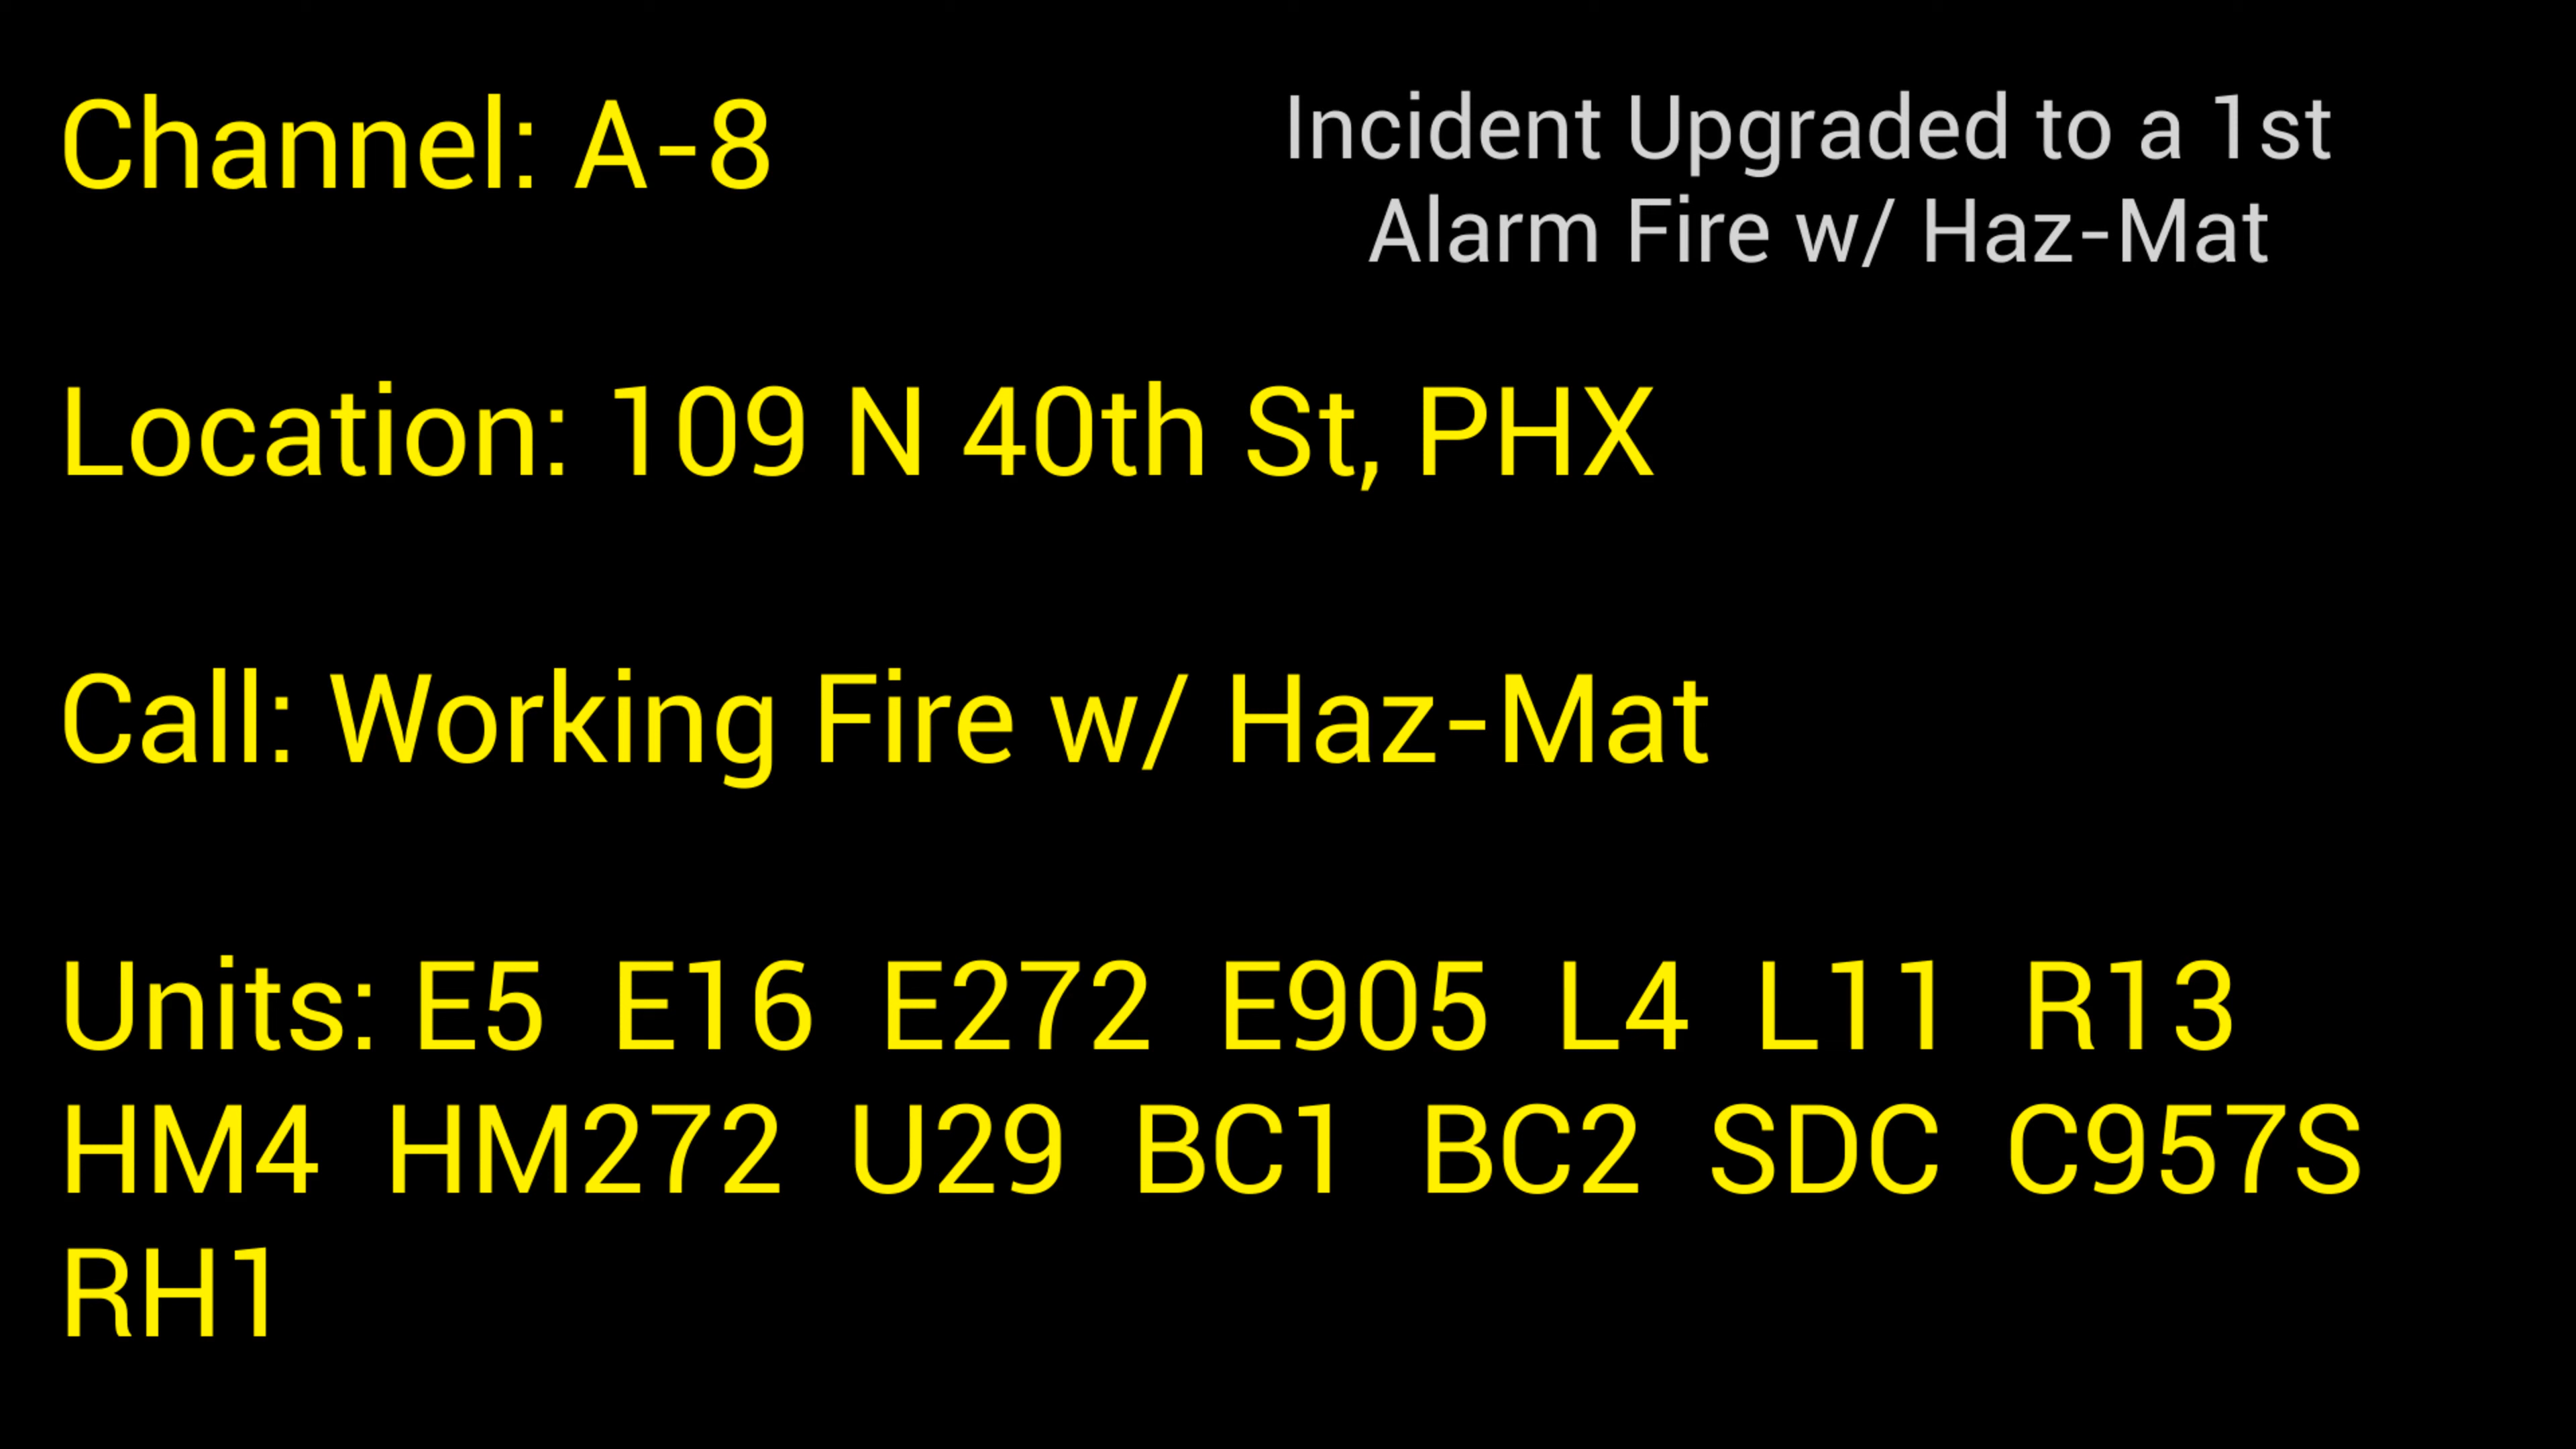 Channel: A-8
Incident Upgraded to a 1st
Alarm Fire w/ Haz-Mat
Location: 109 N 40th St, PHX
Call: Working Fire w/ Haz-Mat
Units: E5 E16 E272 E905 L4 L11 R13
HM4 HM272 U29 BC1 BC2 SDC C957S
RH1